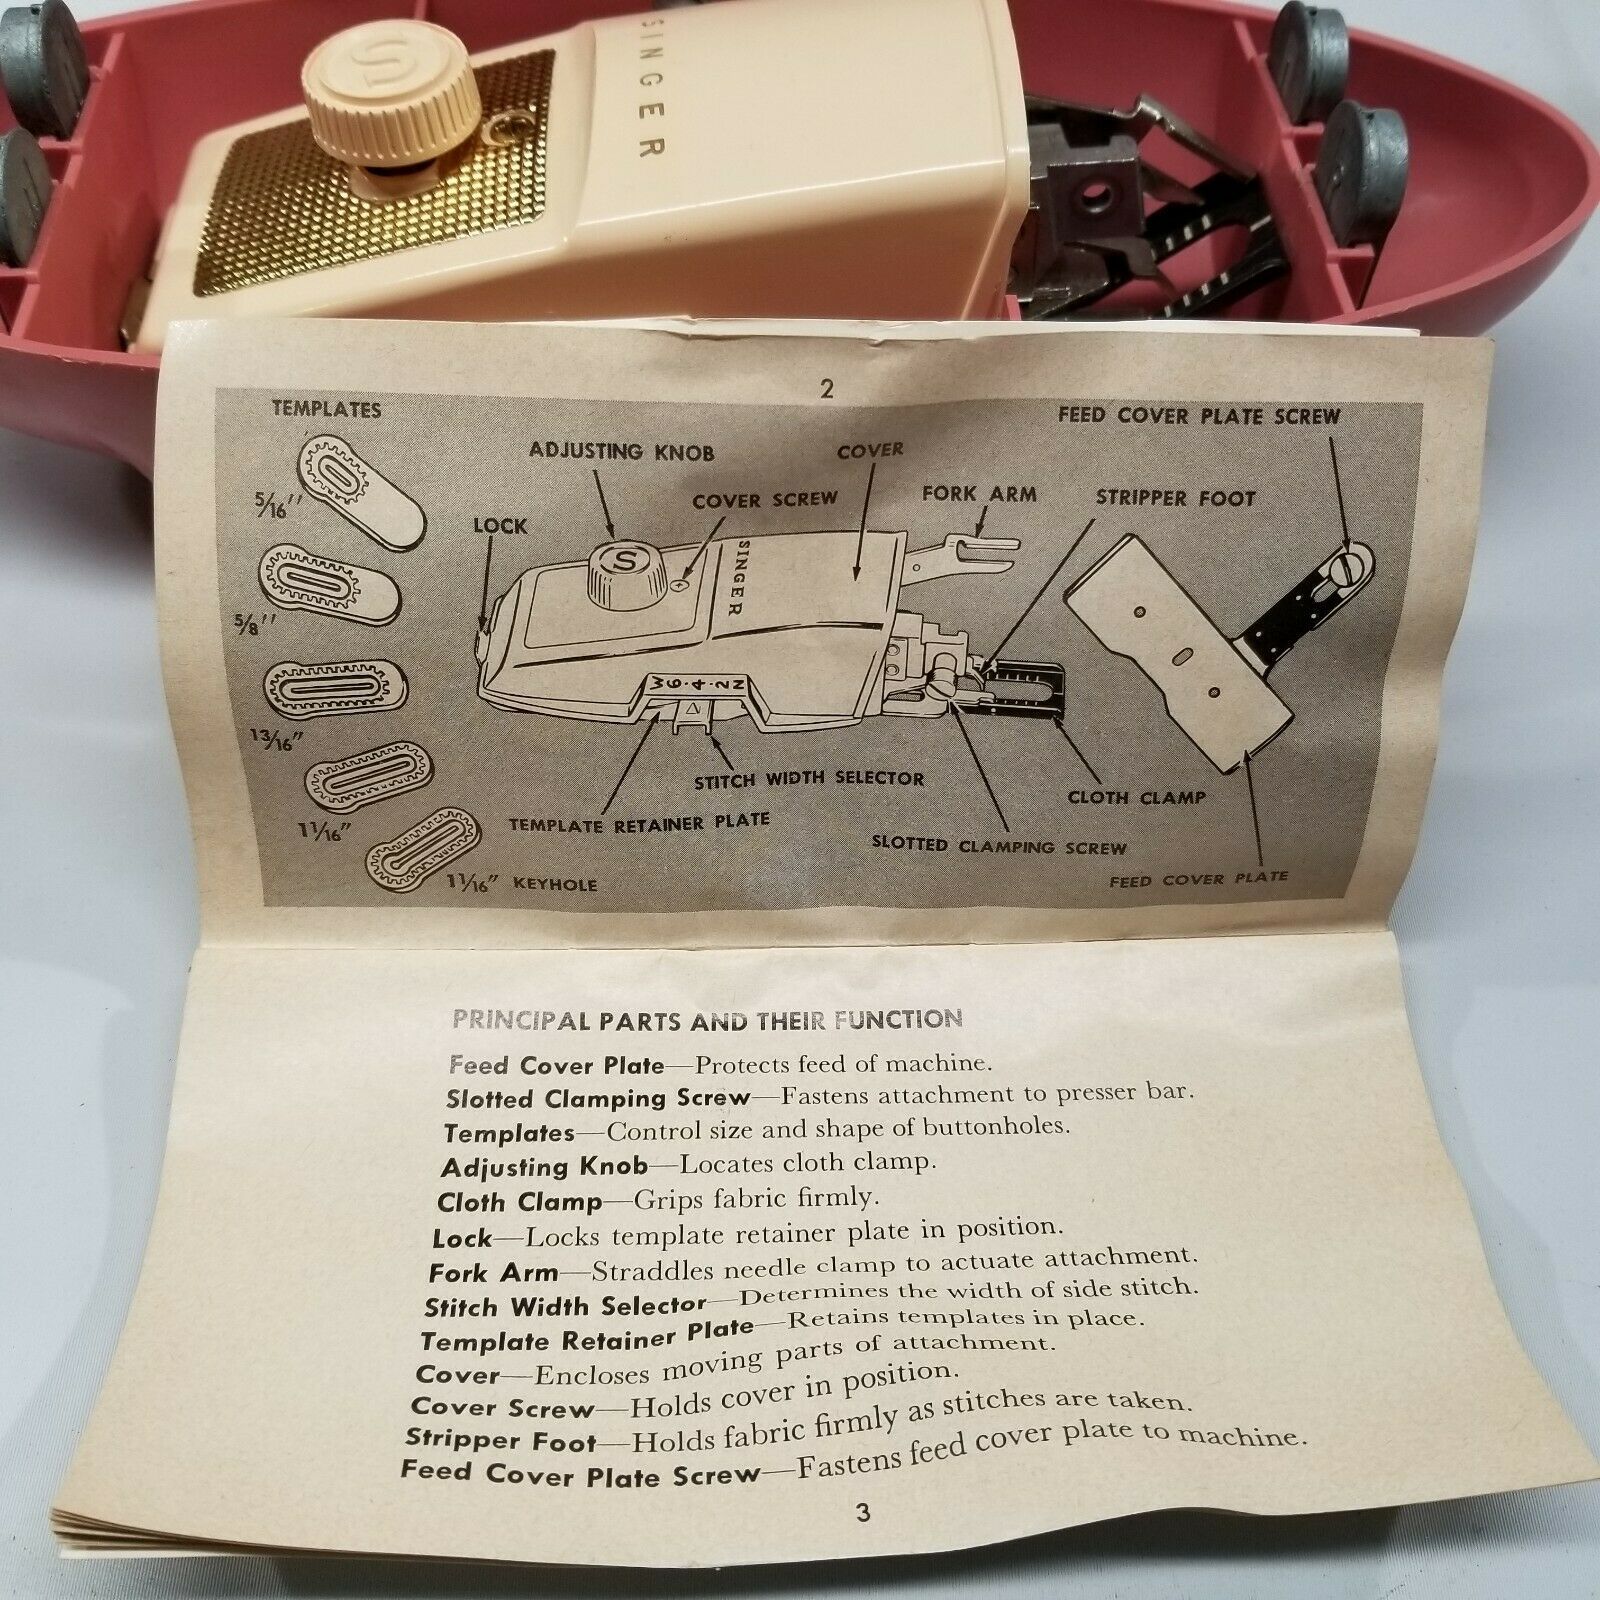 S
SINGER
2
TEMPLATES
5/16"
5/8"
13/16"
1 1/16"
1 1/16" KEYHOLE
LOCK
ADJUSTING KNOB
COVER SCREW
COVER
FORK ARM
STRIPPER FOOT
FEED COVER PLATE SCREW
S
SINGER
W6·4·2N
STITCH WIDTH SELECTOR
TEMPLATE RETAINER PLATE
SLOTTED CLAMPING SCREW
CLOTH CLAMP
FEED COVER PLATE
PRINCIPAL PARTS AND THEIR FUNCTION
Feed Cover Plate—Protects feed of machine.
Slotted Clamping Screw—Fastens attachment to presser bar.
Templates—Control size and shape of buttonholes.
Adjusting Knob—Locates cloth clamp.
Cloth Clamp—Grips fabric firmly.
Lock—Locks template retainer plate in position.
Fork Arm—Straddles needle clamp to actuate attachment.
Stitch Width Selector—Determines the width of side stitch.
Template Retainer Plate—Retains templates in place.
Cover—Encloses moving parts of attachment.
Cover Screw—Holds cover in position.
Stripper Foot—Holds fabric firmly as stitches are taken.
Feed Cover Plate Screw—Fastens feed cover plate to machine.
3